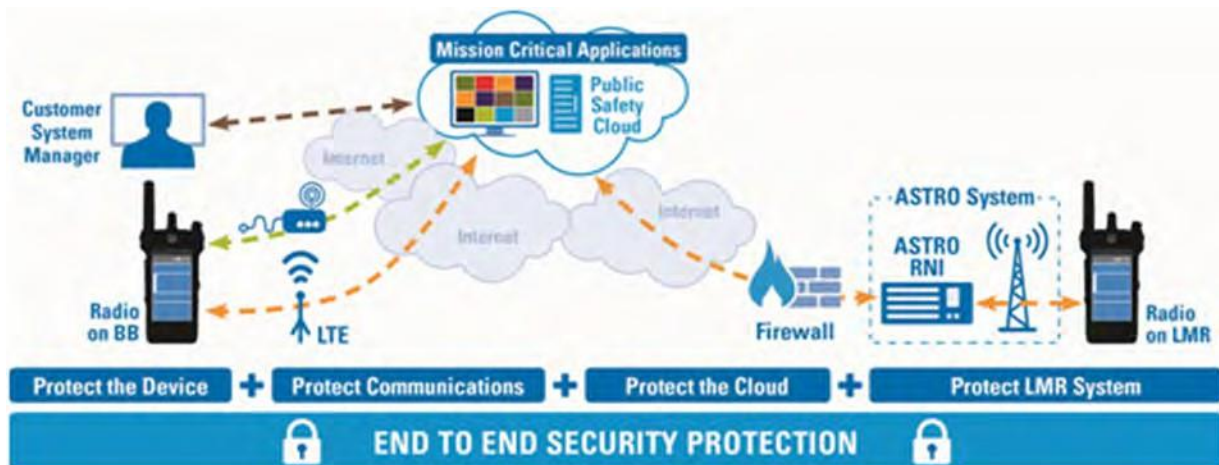 Mission Critical Applications
Public
Safety
Cloud
Customer
System
Manager
Internet
Internet
Internet
Radio
on BB
LTE
Firewall
ASTRO System
ASTRO
RNI
Radio
on LMR
Protect the Device + Protect Communications + Protect the Cloud + Protect LMR System
END TO END SECURITY PROTECTION